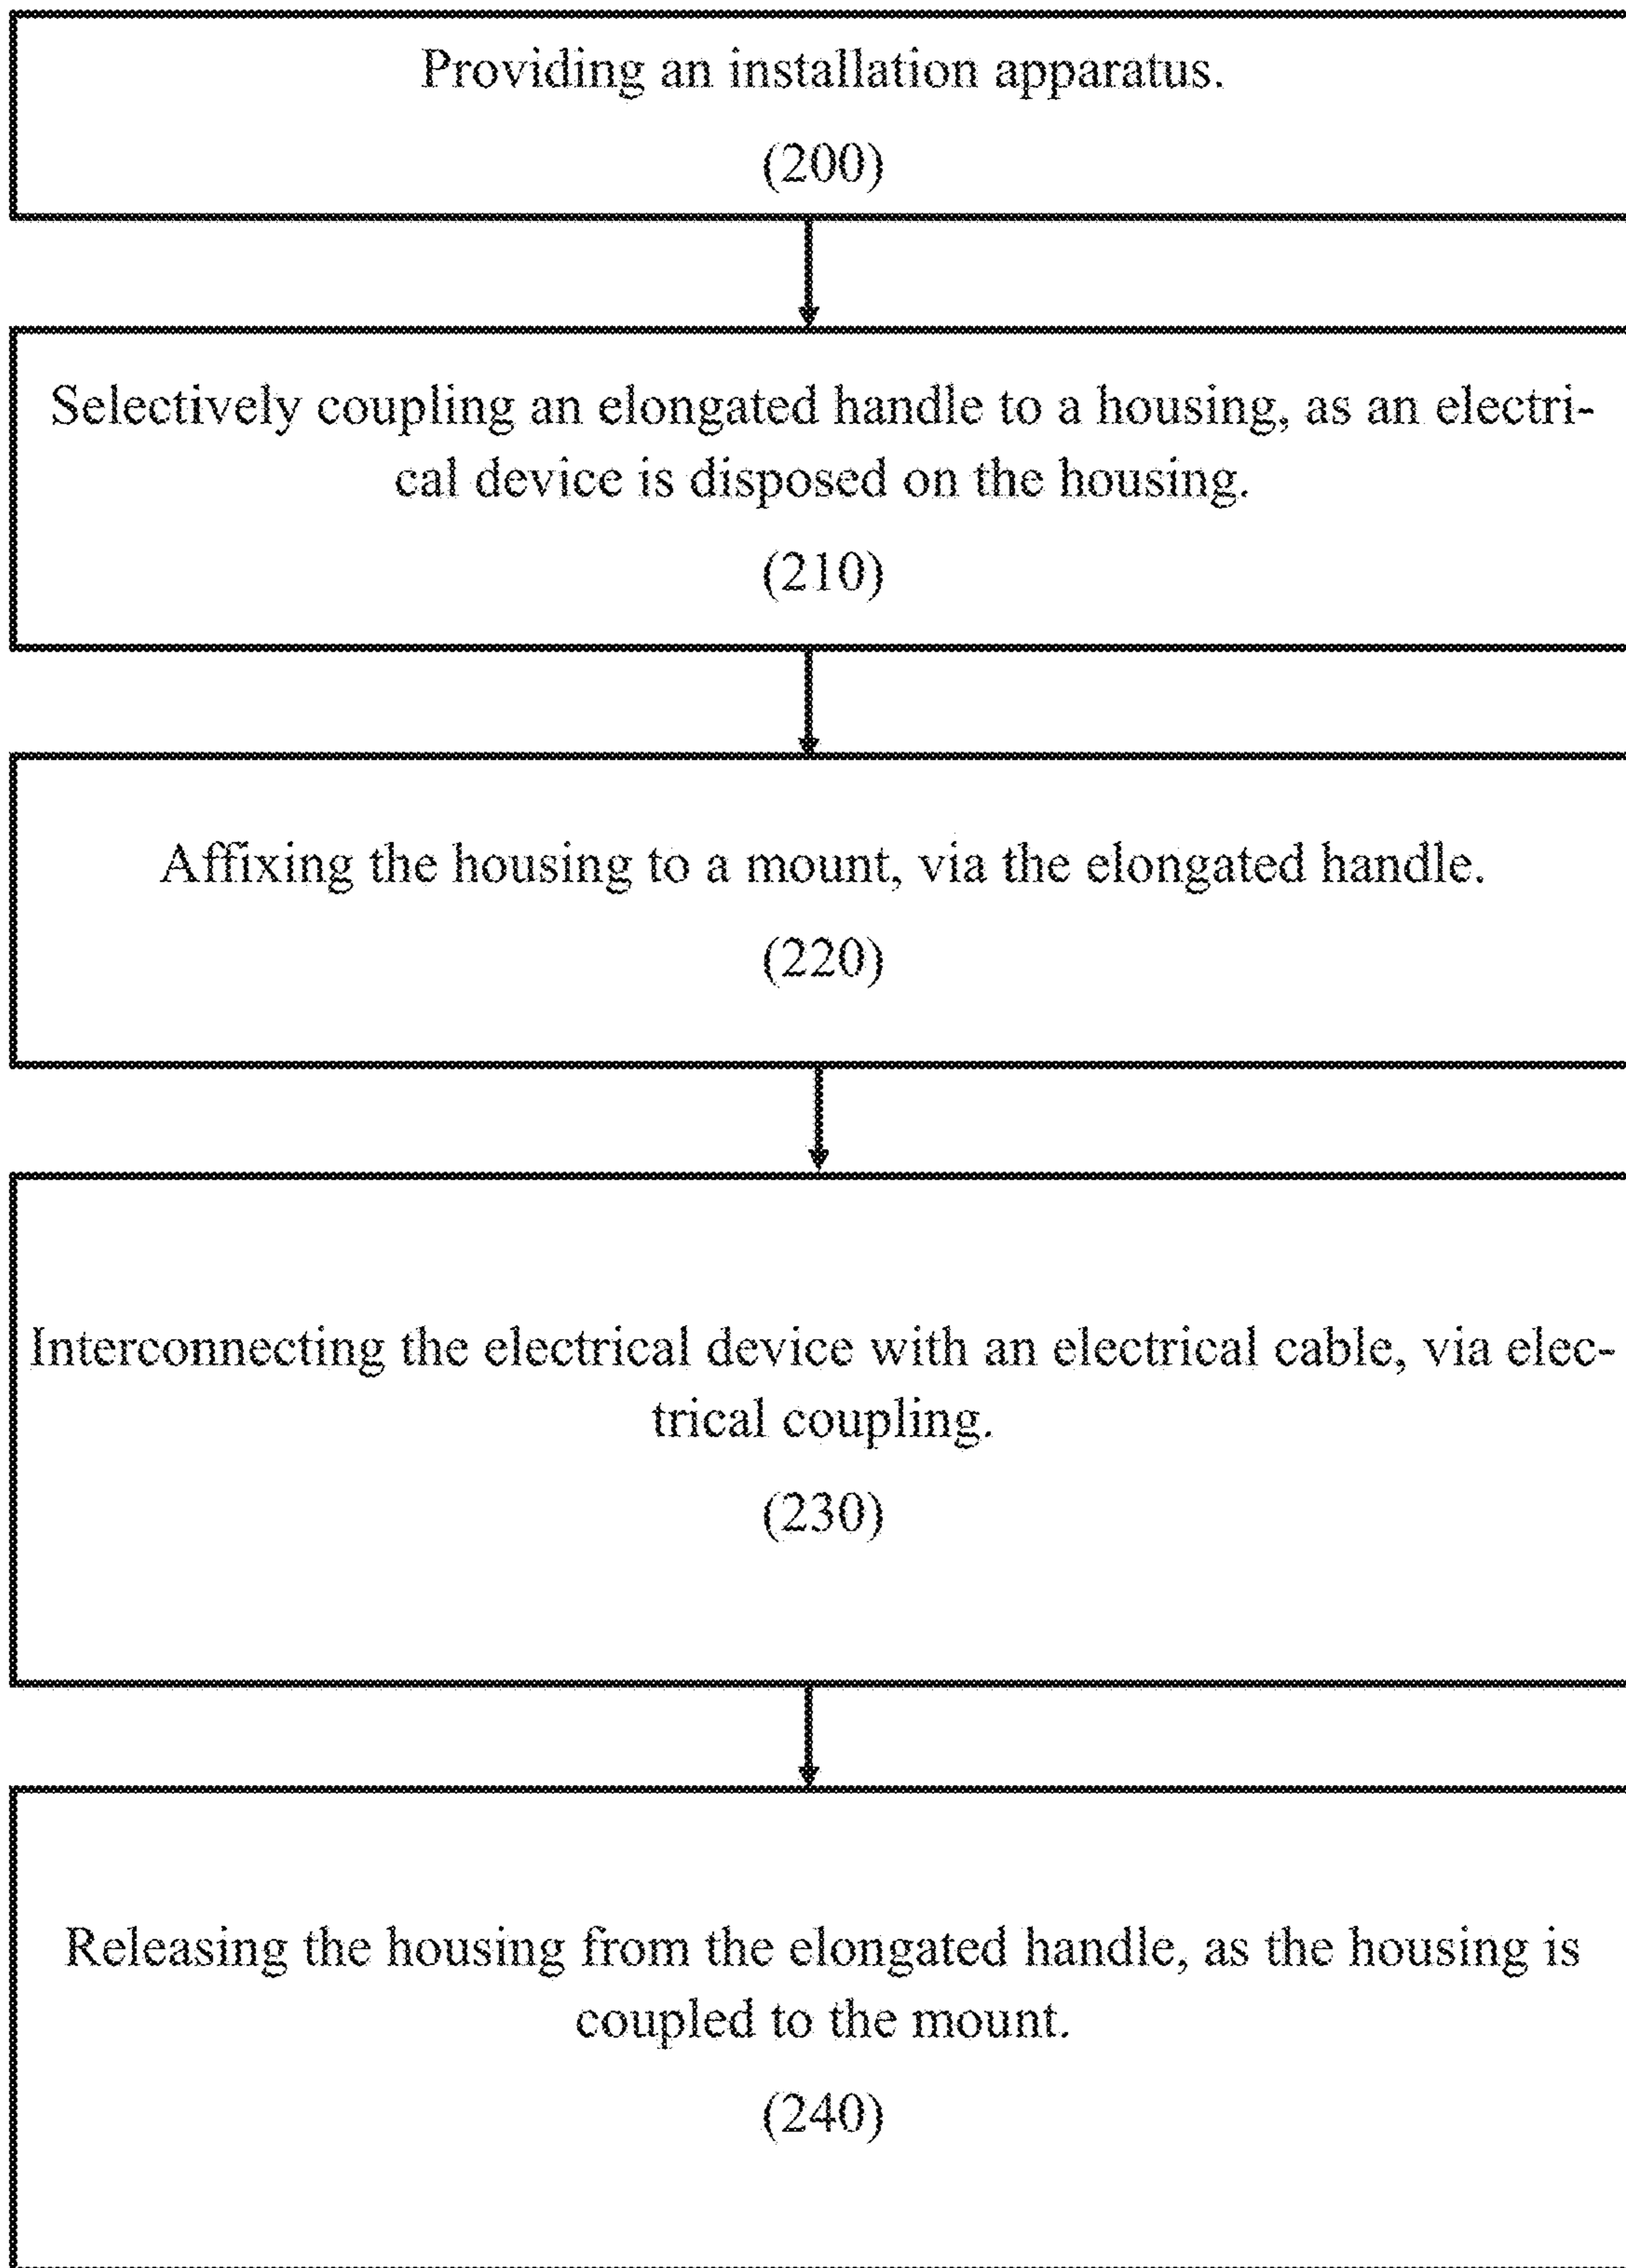 Providing an installation apparatus.
(200)
Selectively coupling an elongated handle to a housing, as an electri-
cal device is disposed on the housing.
(210)
Affixing the housing to a mount, via the elongated handle.
(220)
Interconnecting the electrical device with an electrical cable, via elec-
trical coupling.
(230)
Releasing the housing from the elongated handle, as the housing is
coupled to the mount.
(240)